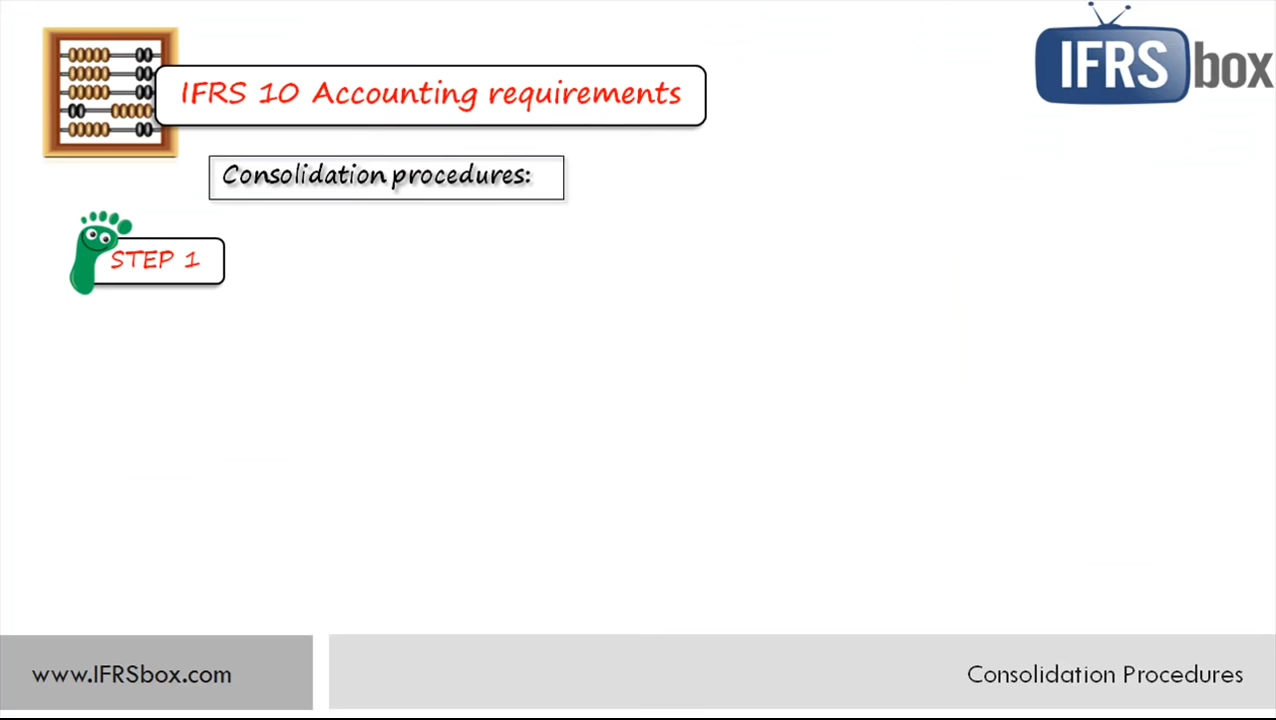 IFRS box
IFRS 10 Accounting requirements
Consolidation procedures:
STEP 1
www.IFRSbox.com
Consolidation Procedures